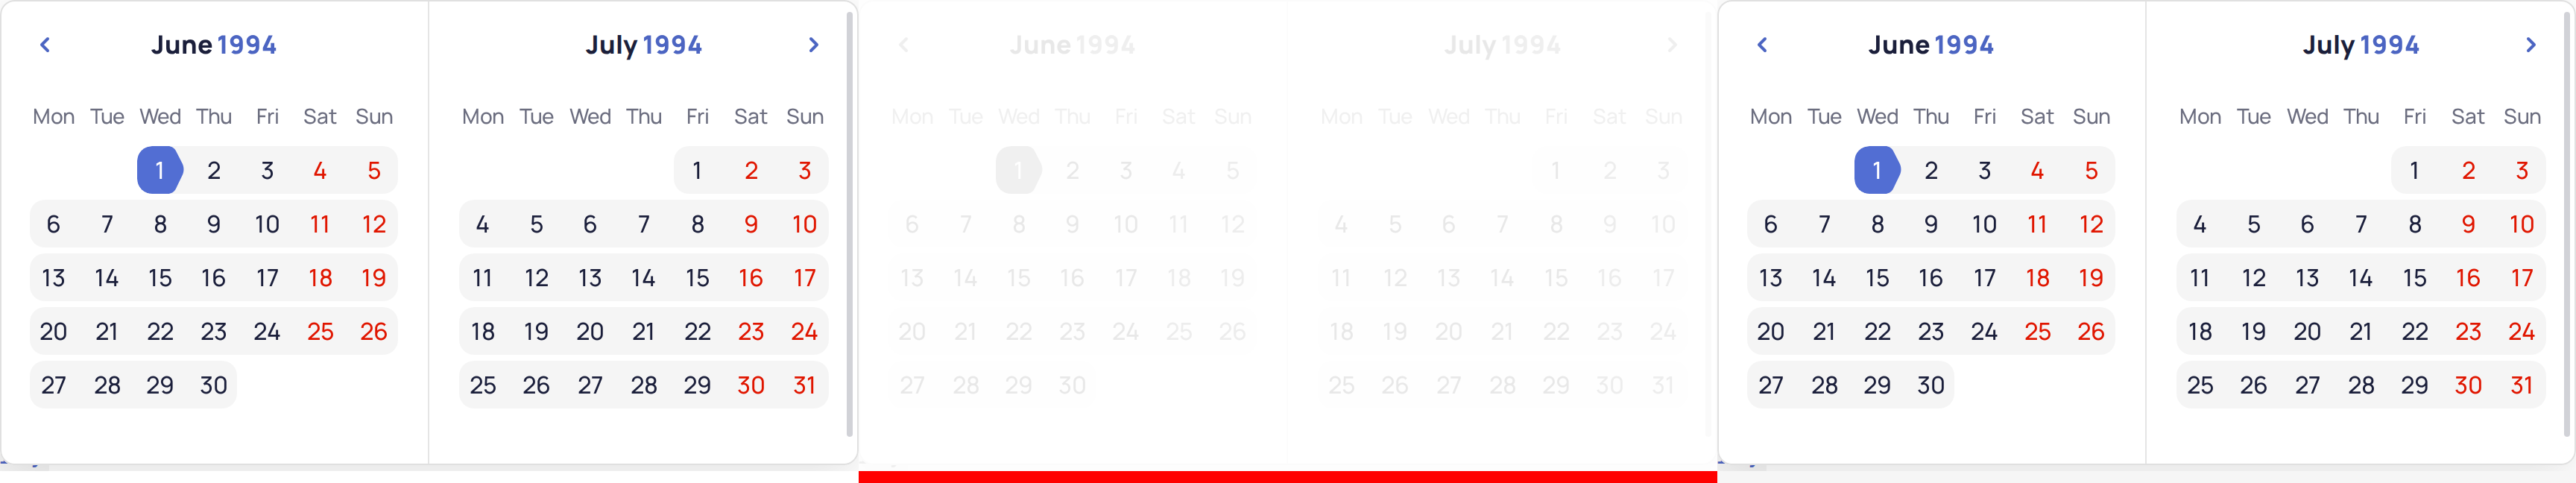 June 1994 July 1994 June 1994 July 1994 June 1994 July 1994
Mon Tue Wed Thu Fri Sat Sun Mon Tue Wed Thu Fri Sat Sun Mon Tue Wed Thu Fri Sat Sun Mon Tue Wed Thu Fri Sat Sun Mon Tue Wed Thu Fri Sat Sun Mon Tue Wed Thu Fri Sat Sun
1 2 3 4 5 1 2 3 1 2 3 4 5 1 2 3 1 2 3 4 5 1 2 3
6 7 8 9 10 11 12 4 5 6 7 8 9 10 6 7 8 9 10 11 12 4 5 6 7 8 9 10 6 7 8 9 10 11 12 4 5 6 7 8 9 10
13 14 15 16 17 18 19 11 12 13 14 15 16 17 13 14 15 16 17 18 19 11 12 13 14 15 16 17 13 14 15 16 17 18 19 11 12 13 14 15 16 17
20 21 22 23 24 25 26 18 19 20 21 22 23 24 20 21 22 23 24 25 26 18 19 20 21 22 23 24 20 21 22 23 24 25 26 18 19 20 21 22 23 24
27 28 29 30 25 26 27 28 29 30 31 27 28 29 30 25 26 27 28 29 30 31 27 28 29 30 25 26 27 28 29 30 31